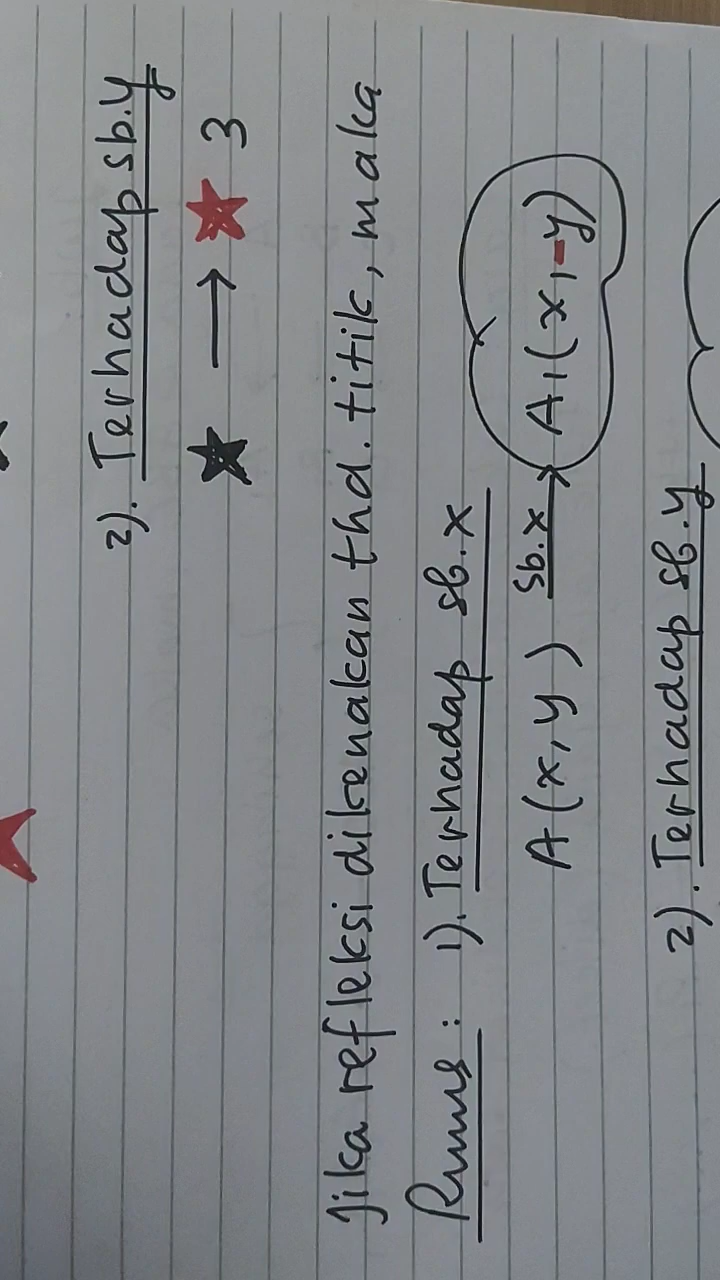 2). Terhadap sb.y
★ → ★ 3
Jika refleksi dikenakan thd. titik, maka
Rumus : 1). Terhadap sb.x
A(x,y) sb.x→ A1(x,-y)
2). Terhadap sb.y